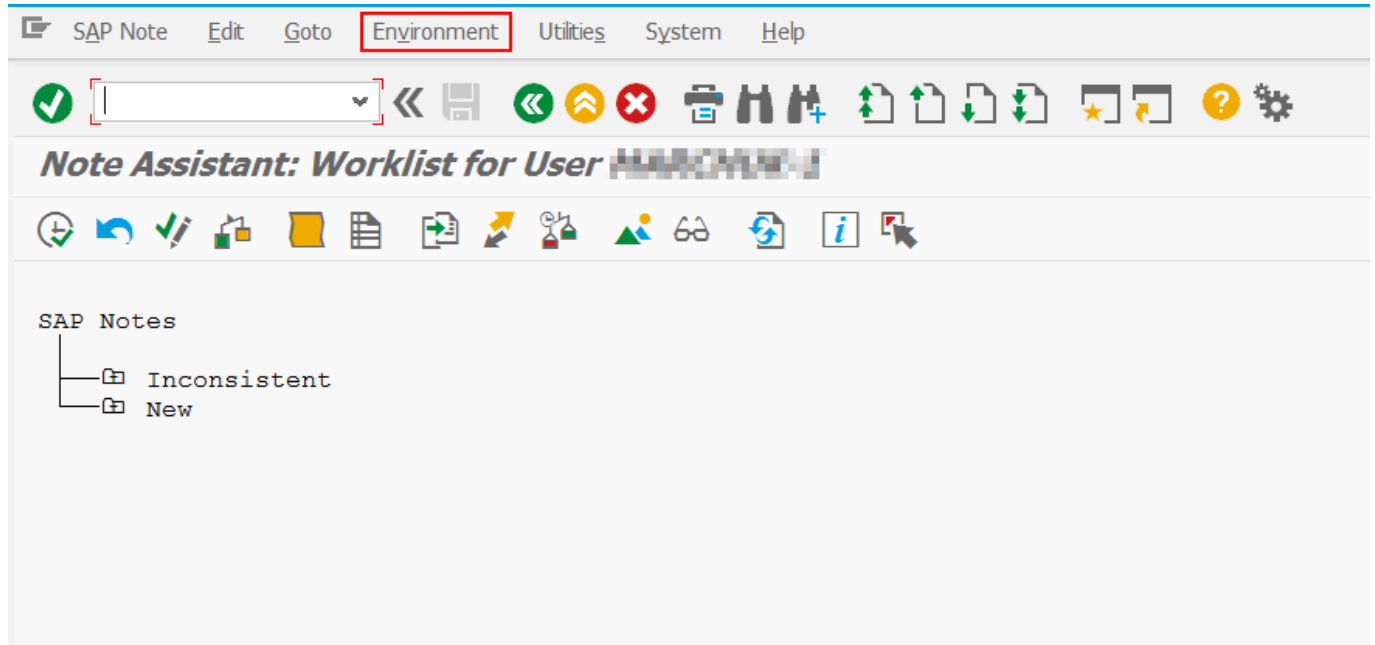 SAP Note Edit Goto Environment Utilities System Help
Note Assistant: Worklist for User
SAP Notes
Inconsistent
New